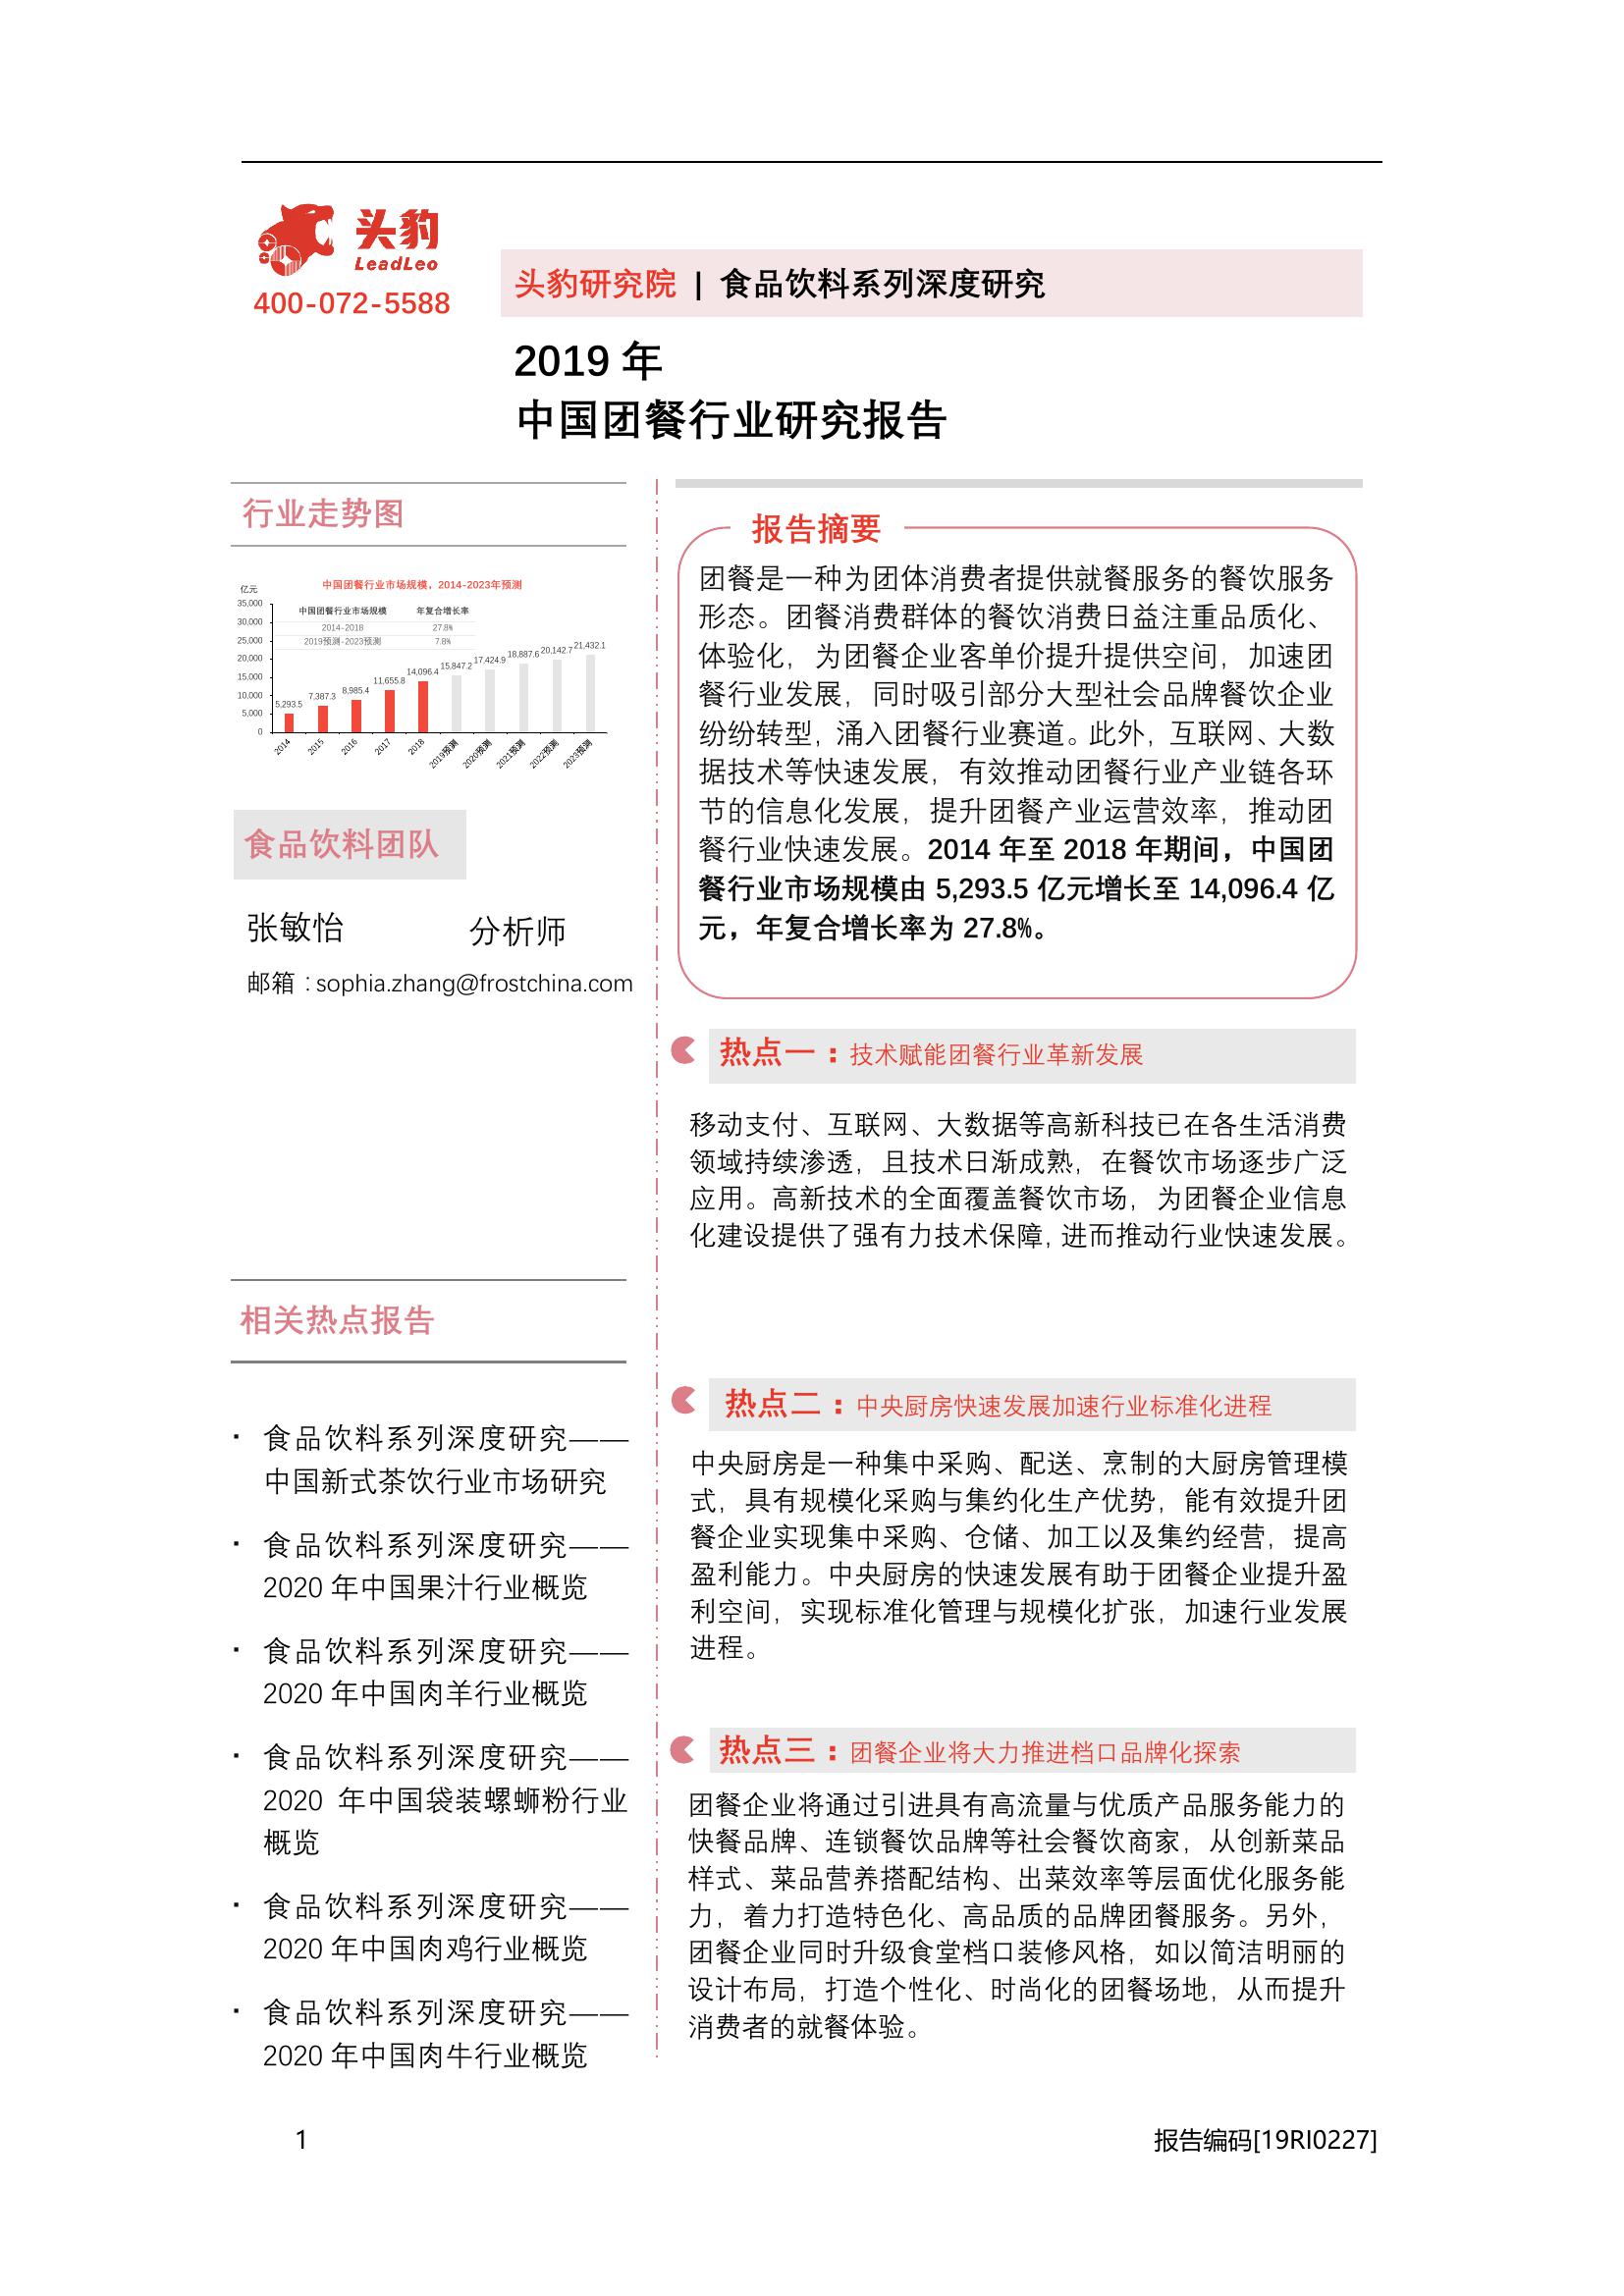 头豹
LeadLeo
400-072-5588
头豹研究院 | 食品饮料系列深度研究
2019 年
中国团餐行业研究报告
行业走势图
中国团餐行业市场规模，2014-2023年预测
亿元
中国团餐行业市场规模 年复合增长率
2014-2018 27.8%
2019预测-2023预测 7.8%
35,000
30,000
25,000
20,000
15,000
10,000
5,000
0
5,293.5
7,387.3
8,985.4
11,655.8
14,096.4
15,847.2
17,424.9
18,887.6
20,142.7
21,432.1
2014
2015
2016
2017
2018
2019预测
2020预测
2021预测
2022预测
2023预测
食品饮料团队
张敏怡 分析师
邮箱：sophia.zhang@frostchina.com
相关热点报告
· 食品饮料系列深度研究——
中国新式茶饮行业市场研究
· 食品饮料系列深度研究——
2020 年中国果汁行业概览
· 食品饮料系列深度研究——
2020 年中国肉羊行业概览
· 食品饮料系列深度研究——
2020 年中国袋装螺蛳粉行业
概览
· 食品饮料系列深度研究——
2020 年中国肉鸡行业概览
· 食品饮料系列深度研究——
2020 年中国肉牛行业概览
报告摘要
团餐是一种为团体消费者提供就餐服务的餐饮服务
形态。团餐消费群体的餐饮消费日益注重品质化、
体验化，为团餐企业客单价提升提供空间，加速团
餐行业发展，同时吸引部分大型社会品牌餐饮企业
纷纷转型，涌入团餐行业赛道。此外，互联网、大数
据技术等快速发展，有效推动团餐行业产业链各环
节的信息化发展，提升团餐产业运营效率，推动团
餐行业快速发展。2014 年至 2018 年期间，中国团
餐行业市场规模由 5,293.5 亿元增长至 14,096.4 亿
元，年复合增长率为 27.8%。
热点一：技术赋能团餐行业革新发展
移动支付、互联网、大数据等高新科技已在各生活消费
领域持续渗透，且技术日渐成熟，在餐饮市场逐步广泛
应用。高新技术的全面覆盖餐饮市场，为团餐企业信息
化建设提供了强有力技术保障，进而推动行业快速发展。
热点二：中央厨房快速发展加速行业标准化进程
中央厨房是一种集中采购、配送、烹制的大厨房管理模
式，具有规模化采购与集约化生产优势，能有效提升团
餐企业实现集中采购、仓储、加工以及集约经营，提高
盈利能力。中央厨房的快速发展有助于团餐企业提升盈
利空间，实现标准化管理与规模化扩张，加速行业发展
进程。
热点三：团餐企业将大力推进档口品牌化探索
团餐企业将通过引进具有高流量与优质产品服务能力的
快餐品牌、连锁餐饮品牌等社会餐饮商家，从创新菜品
样式、菜品营养搭配结构、出菜效率等层面优化服务能
力，着力打造特色化、高品质的品牌团餐服务。另外，
团餐企业同时升级食堂档口装修风格，如以简洁明丽的
设计布局，打造个性化、时尚化的团餐场地，从而提升
消费者的就餐体验。
1
报告编码[19RI0227]